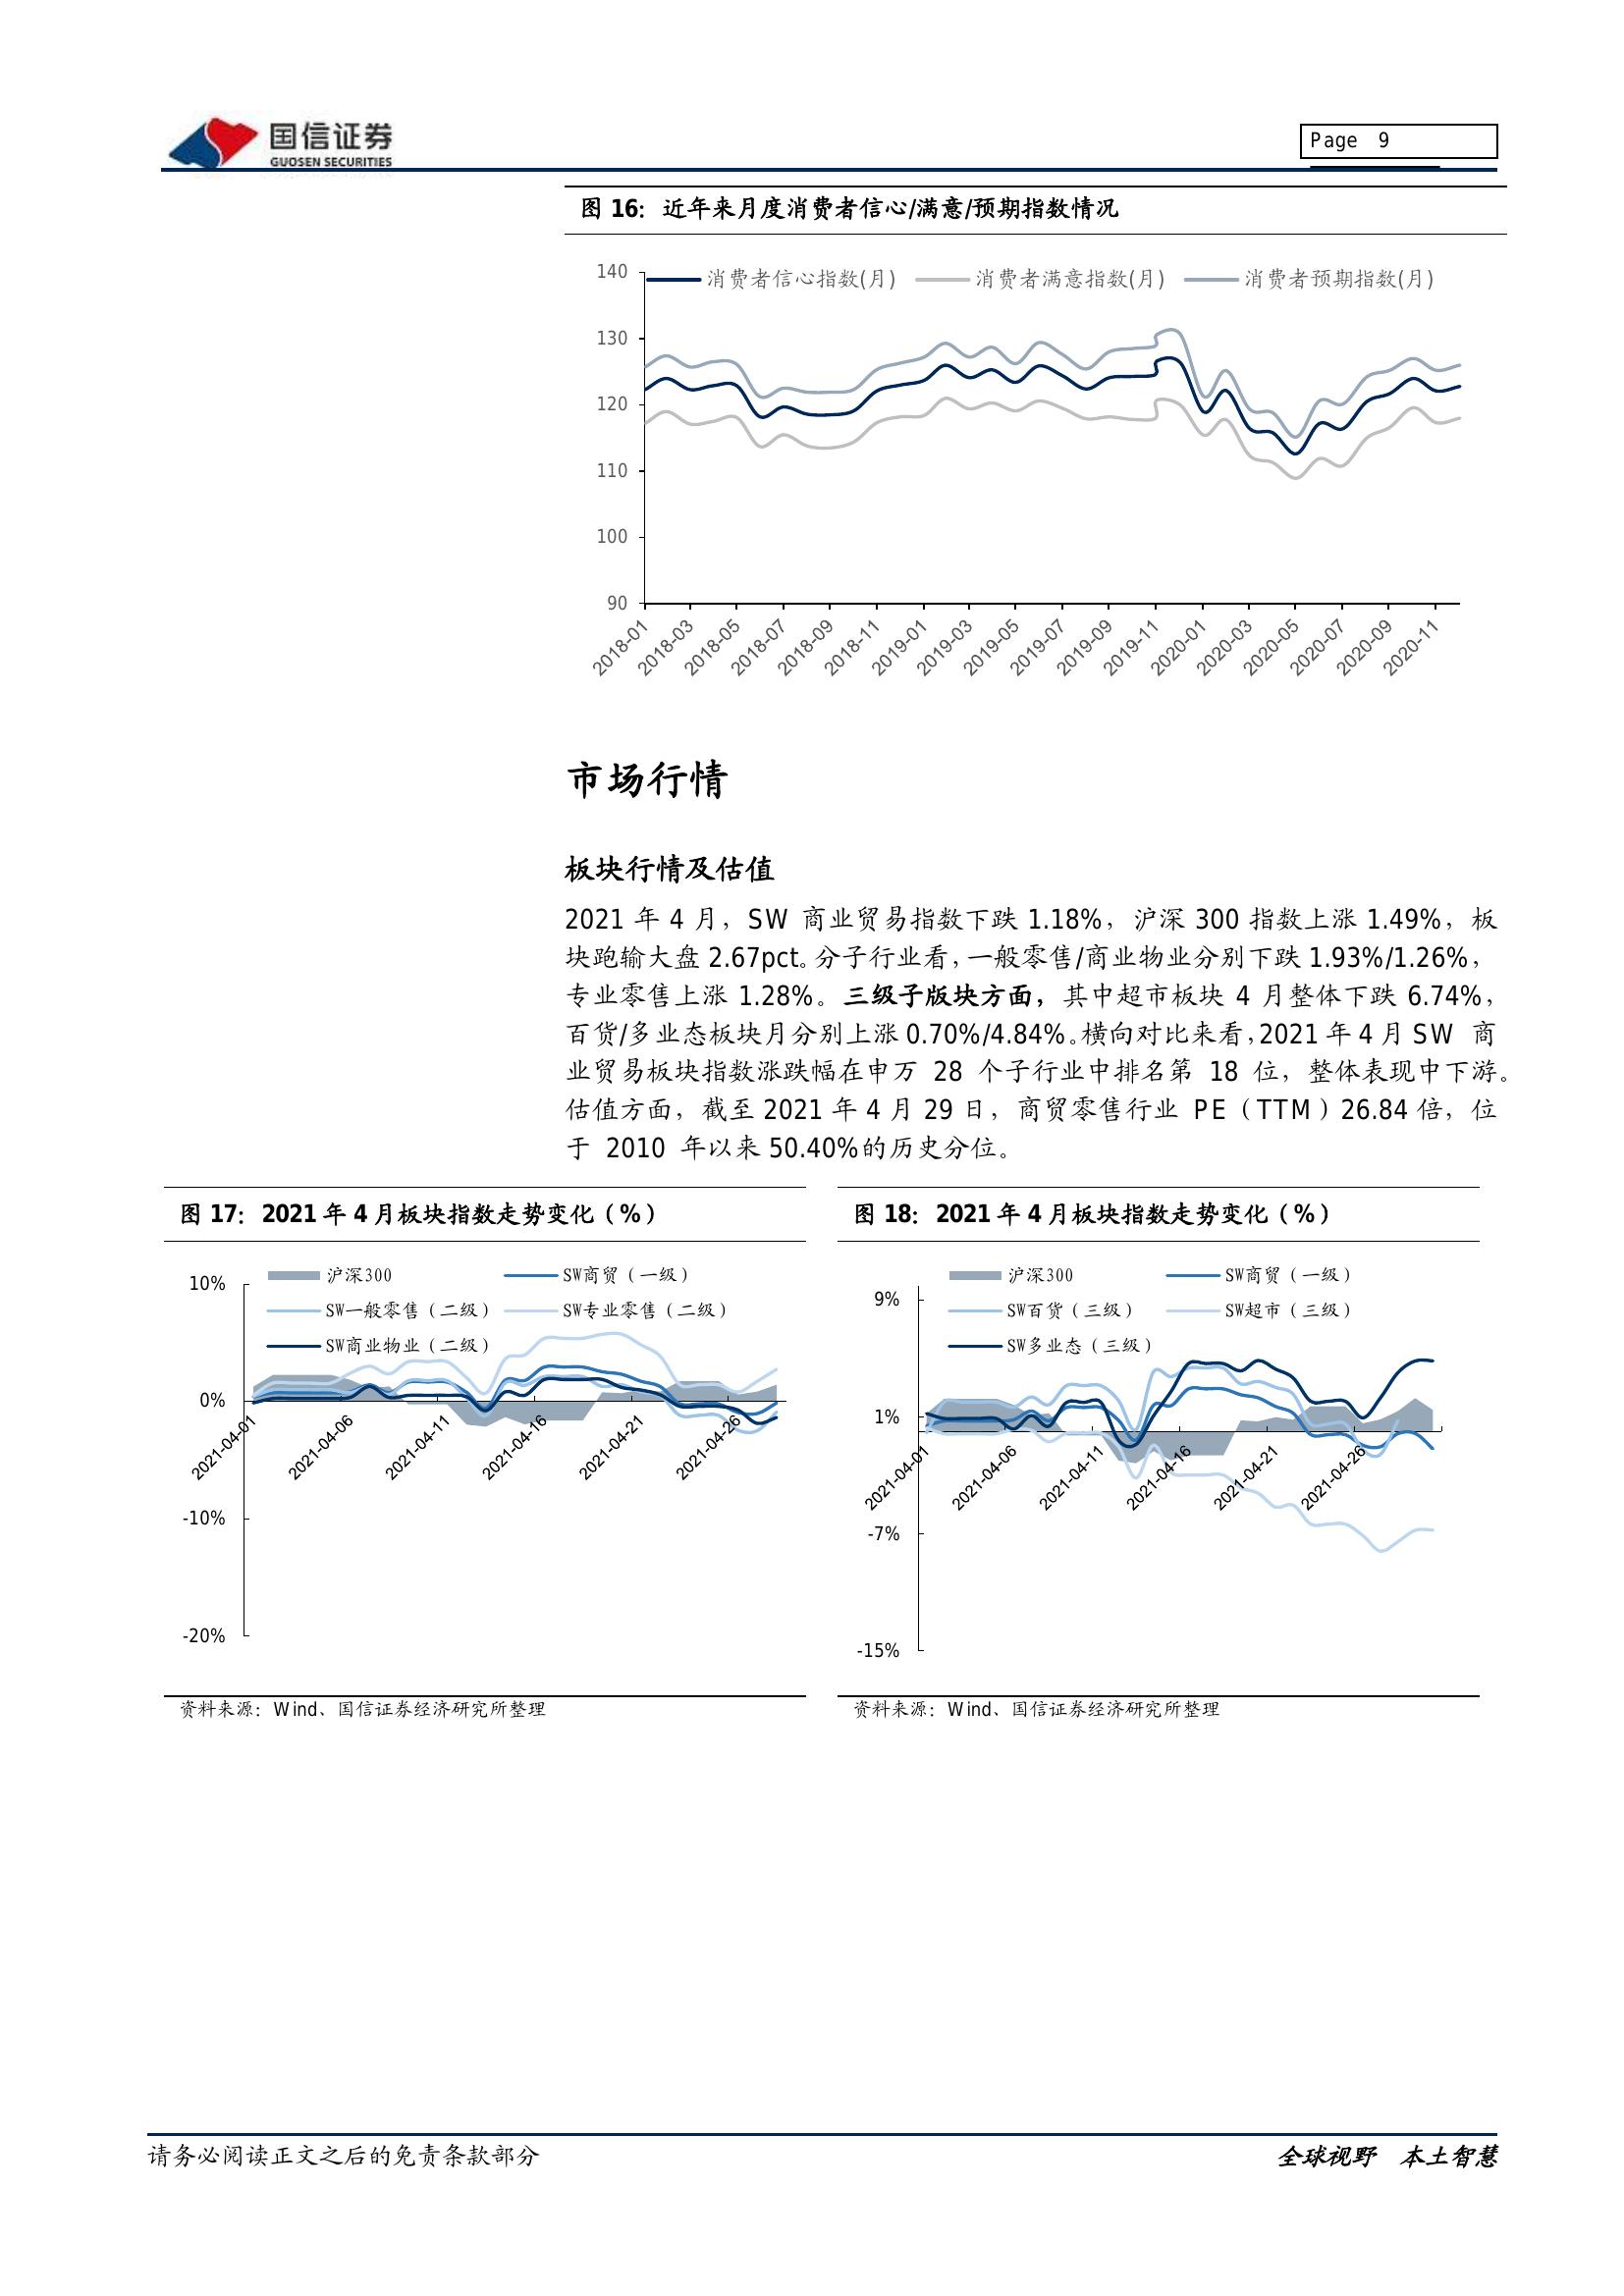 国信证券
GUOSEN SECURITIES
Page 9
图 16：近年来月度消费者信心/满意/预期指数情况
消费者信心指数(月) 消费者满意指数(月) 消费者预期指数(月)
140
130
120
110
100
90
2018-01 2018-03 2018-05 2018-07 2018-09 2018-11 2019-01 2019-03 2019-05 2019-07 2019-09 2019-11 2020-01 2020-03 2020-05 2020-07 2020-09 2020-11
市场行情
板块行情及估值
2021 年 4 月，SW 商业贸易指数下跌 1.18%，沪深 300 指数上涨 1.49%，板
块跑输大盘 2.67pct。分子行业看，一般零售/商业物业分别下跌 1.93%/1.26%，
专业零售上涨 1.28%。三级子版块方面，其中超市板块 4 月整体下跌 6.74%，
百货/多业态板块月分别上涨 0.70%/4.84%。横向对比来看，2021 年 4 月 SW 商
业贸易板块指数涨跌幅在申万 28 个子行业中排名第 18 位，整体表现中下游。
估值方面，截至 2021 年 4 月 29 日，商贸零售行业 PE（TTM）26.84 倍，位
于 2010 年以来 50.40%的历史分位。
图 17：2021 年 4 月板块指数走势变化（%）
沪深300 SW商贸（一级）
SW一般零售（二级） SW专业零售（二级）
SW商业物业（二级）
10%
0%
-10%
-20%
2021-04-01 2021-04-06 2021-04-11 2021-04-16 2021-04-21 2021-04-26
资料来源：Wind、国信证券经济研究所整理
图 18：2021 年 4 月板块指数走势变化（%）
沪深300 SW商贸（一级）
SW百货（三级） SW超市（三级）
SW多业态（三级）
9%
1%
-7%
-15%
2021-04-01 2021-04-06 2021-04-11 2021-04-16 2021-04-21 2021-04-26
资料来源：Wind、国信证券经济研究所整理
请务必阅读正文之后的免责条款部分
全球视野 本土智慧